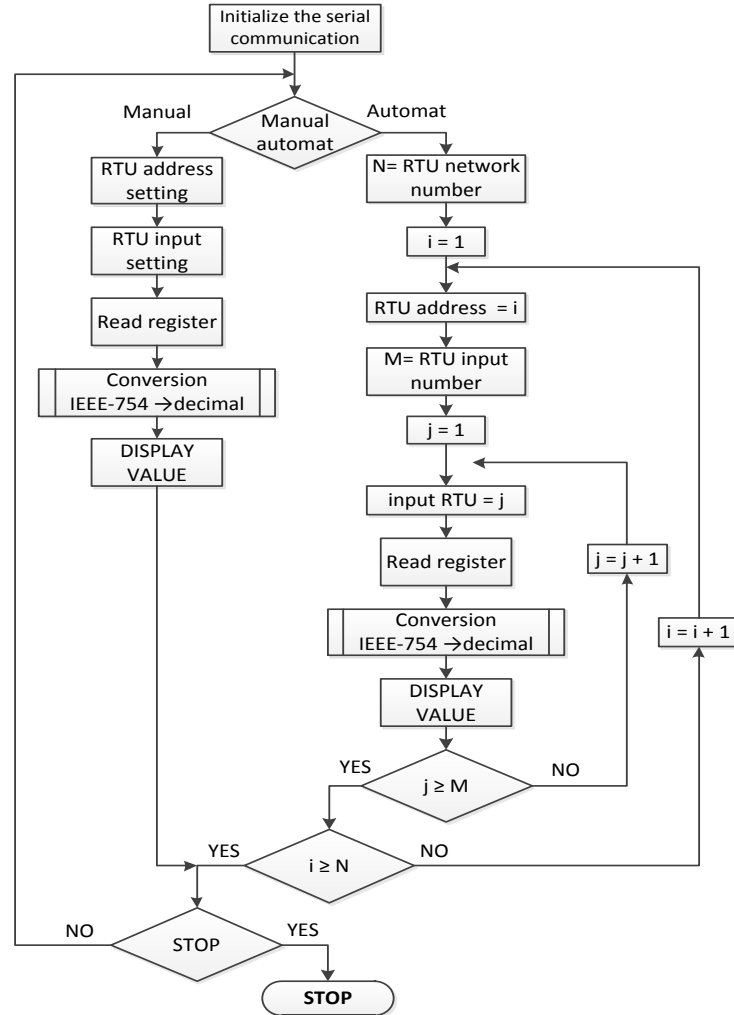 Initialize the serial
communication
Manual
Automat
Manual
automat
RTU address
setting
RTU input
setting
Read register
Conversion
IEEE-754 →decimal
DISPLAY
VALUE
N= RTU network
number
i = 1
RTU address  = i
M= RTU input
number
j = 1
input RTU = j
Read register
Conversion
IEEE-754 →decimal
DISPLAY
VALUE
j = j + 1
i = i + 1
YES
j ≥ M
NO
YES
i ≥ N
NO
NO
STOP
YES
STOP